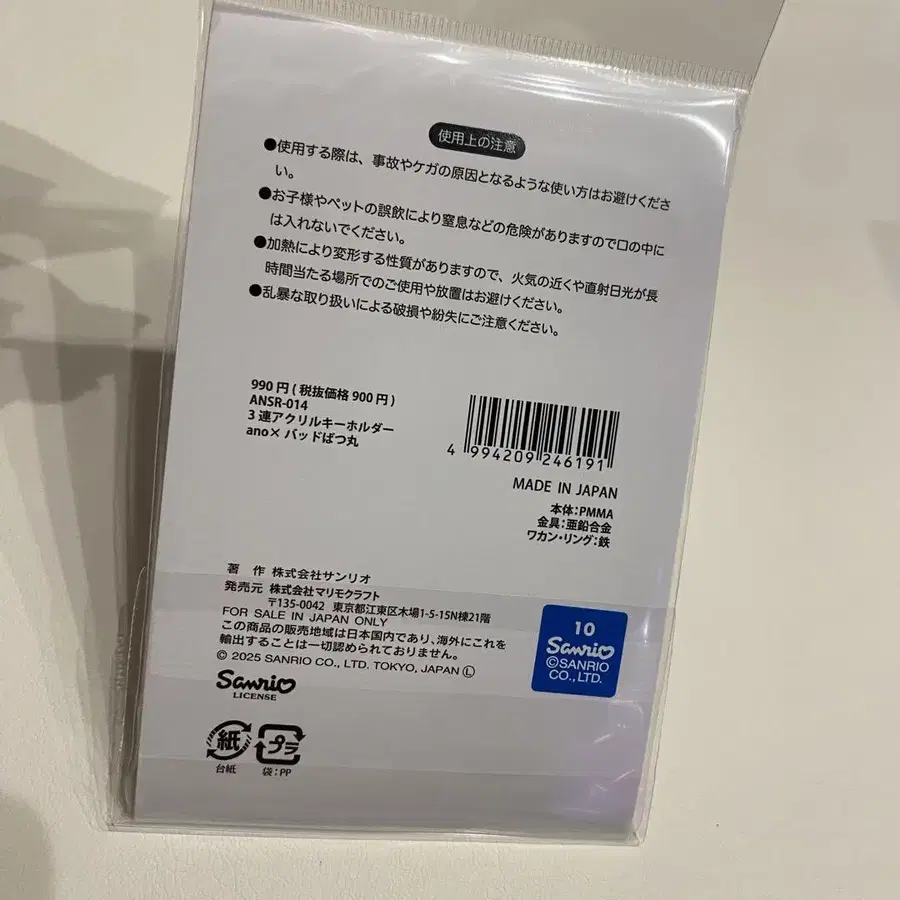 使用上の注意
●使用する際は、事故やケガの原因となるような使い方はお避けくださ
い。
●お子様やペットの誤飲により窒息などの危険がありますので口の中に
は入れないでください。
●加熱により変形する性質がありますので、火気の近くや直射日光が長
時間当たる場所でのご使用や放置はお避けください。
●乱暴な取り扱いによる破損や紛失にご注意ください。
990円(税抜価格900円)
ANSR-014
3連アクリルキーホルダー
ano×バッドばつ丸
4 994209 246191
MADE IN JAPAN
本体:PMMA
金具:亜鉛合金
ワカン・リング:鉄
著 作 株式会社サンリオ
発売元 株式会社マリモクラフト
〒135-0042 東京都江東区木場1-5-15N棟21階
FOR SALE IN JAPAN ONLY
この商品の販売地域は日本国内であり、海外にこれを
輸出することは一切認められておりません。
© 2025 SANRIO CO., LTD. TOKYO, JAPAN Ⓛ
Sanrio
LICENSE
10
Sanrio
©SANRIO
CO.,LTD.
紙
台紙
プラ
袋:PP